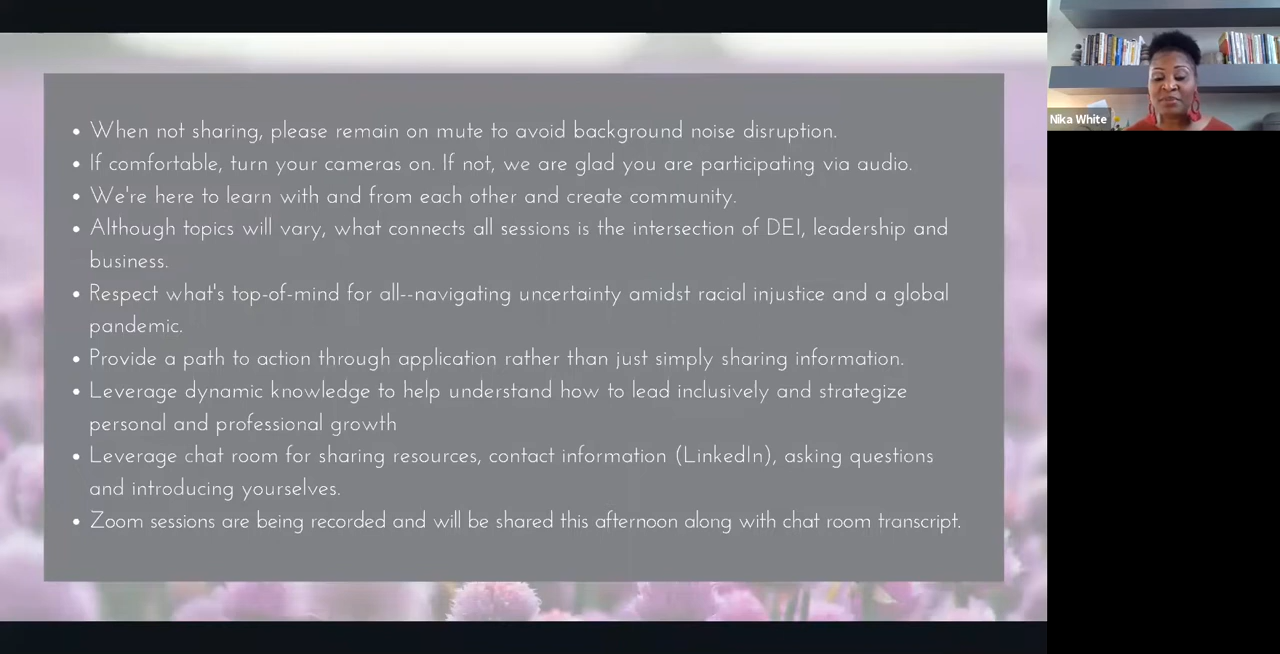 • When not sharing, please remain on mute to avoid background noise disruption.
• If comfortable, turn your cameras on. If not, we are glad you are participating via audio.
• We're here to learn with and from each other and create community.
• Although topics will vary, what connects all sessions is the intersection of DEI, leadership and
business.
• Respect what's top-of-mind for all--navigating uncertainty amidst racial injustice and a global
pandemic.
• Provide a path to action through application rather than just simply sharing information.
• Leverage dynamic knowledge to help understand how to lead inclusively and strategize
personal and professional growth
• Leverage chat room for sharing resources, contact information (LinkedIn), asking questions
and introducing yourselves.
• Zoom sessions are being recorded and will be shared this afternoon along with chat room transcript.
Nika White